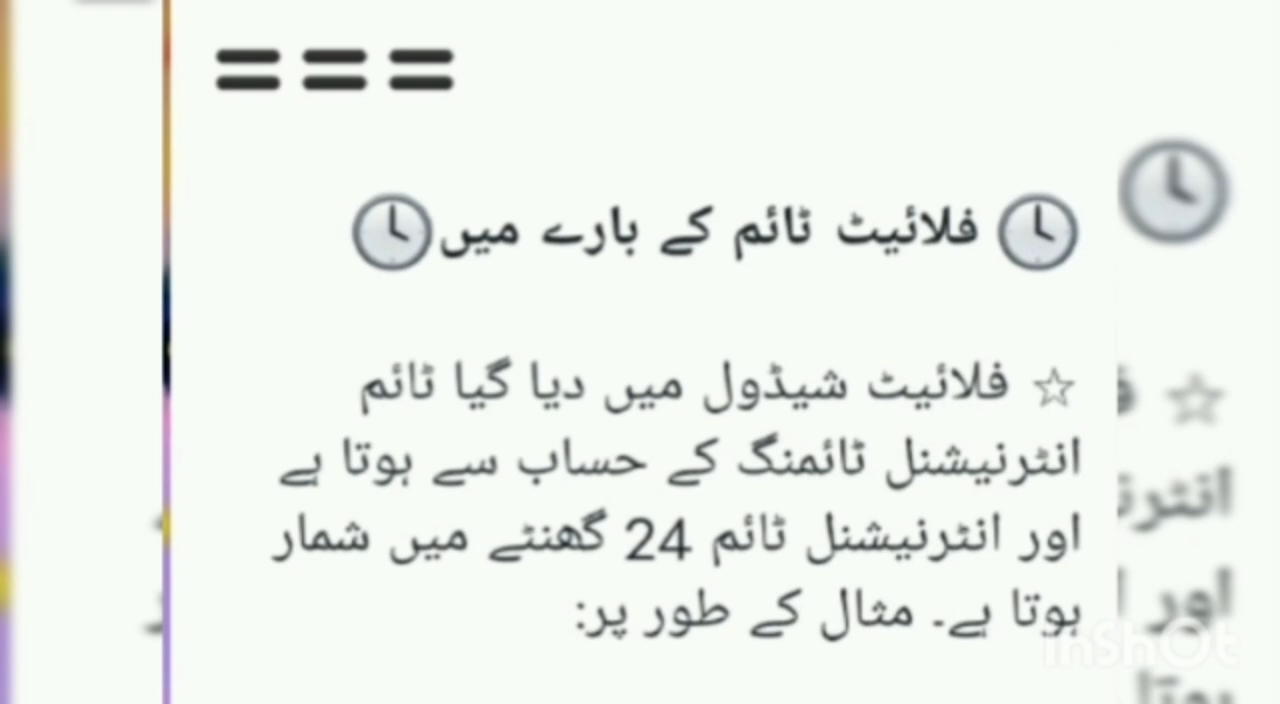 ===
🕓 فلائیٹ ٹائم کے بارے میں🕓
☆ فلائیٹ شیڈول میں دیا گیا ٹائم
انٹرنیشنل ٹائمنگ کے حساب سے ہوتا ہے
اور انٹرنیشنل ٹائم 24 گھنٹے میں شمار
ہوتا ہے۔ مثال کے طور پر:
InShOt